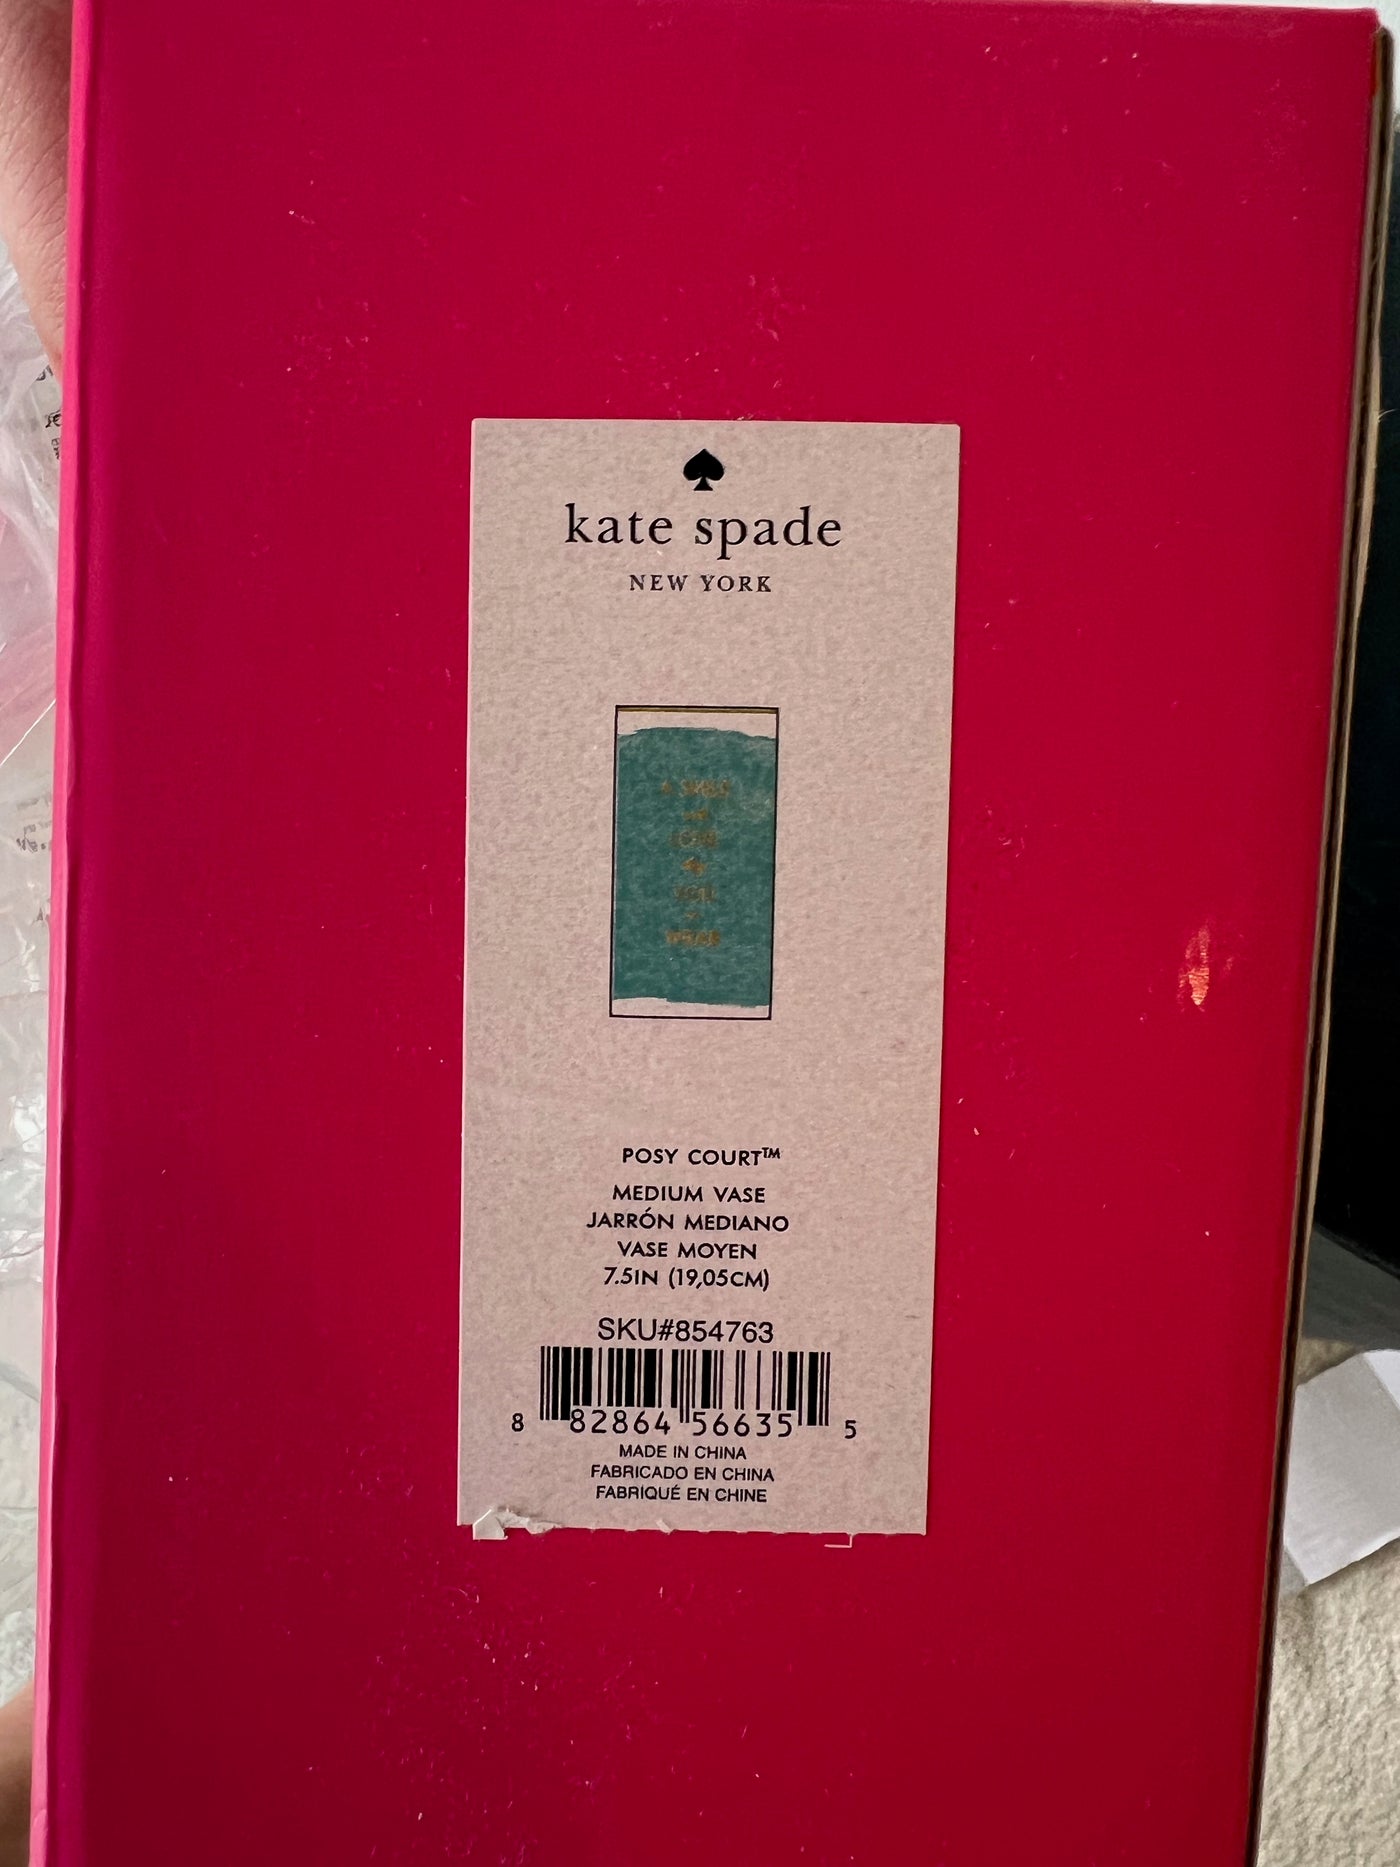 kate spade
NEW YORK
POSY COURT™
MEDIUM VASE
JARRÓN MEDIANO
VASE MOYEN
7.5IN (19,05CM)
SKU#854763
8 82864 56635 5
MADE IN CHINA
FABRICADO EN CHINA
FABRIQUÉ EN CHINE